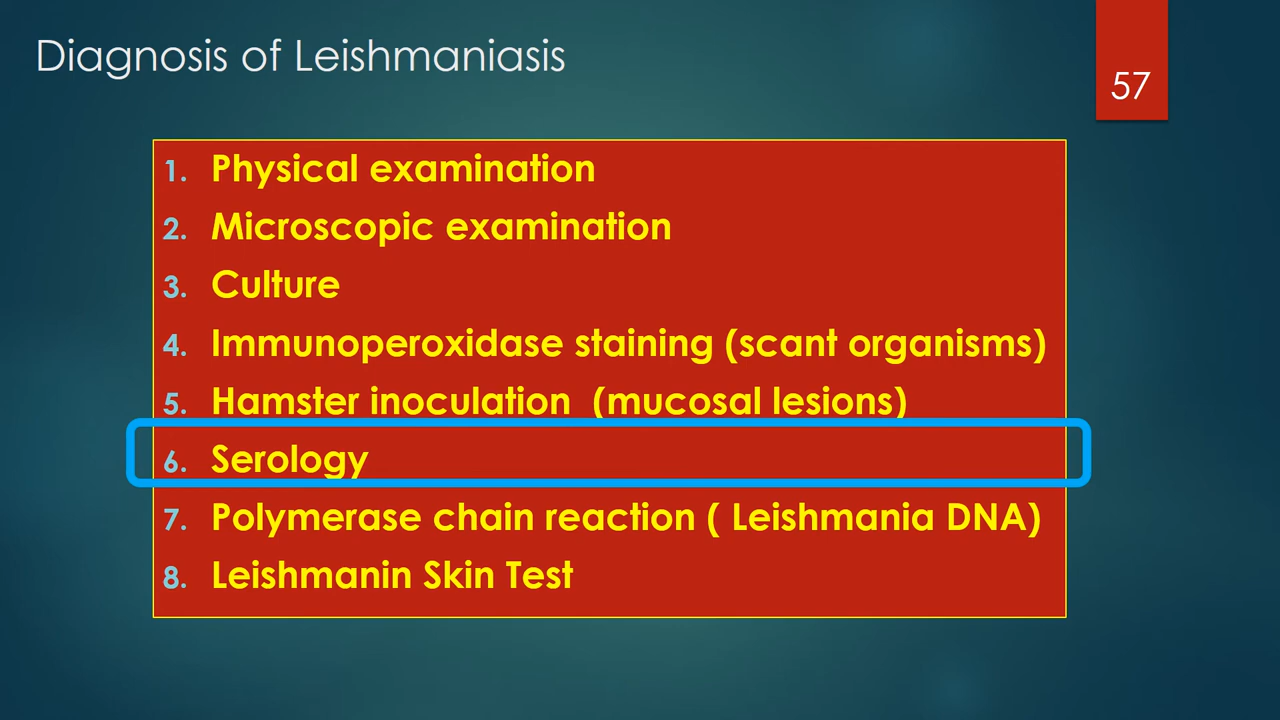 Diagnosis of Leishmaniasis
57
1. Physical examination
2. Microscopic examination
3. Culture
4. Immunoperoxidase staining (scant organisms)
5. Hamster inoculation (mucosal lesions)
6. Serology
7. Polymerase chain reaction ( Leishmania DNA)
8. Leishmanin Skin Test